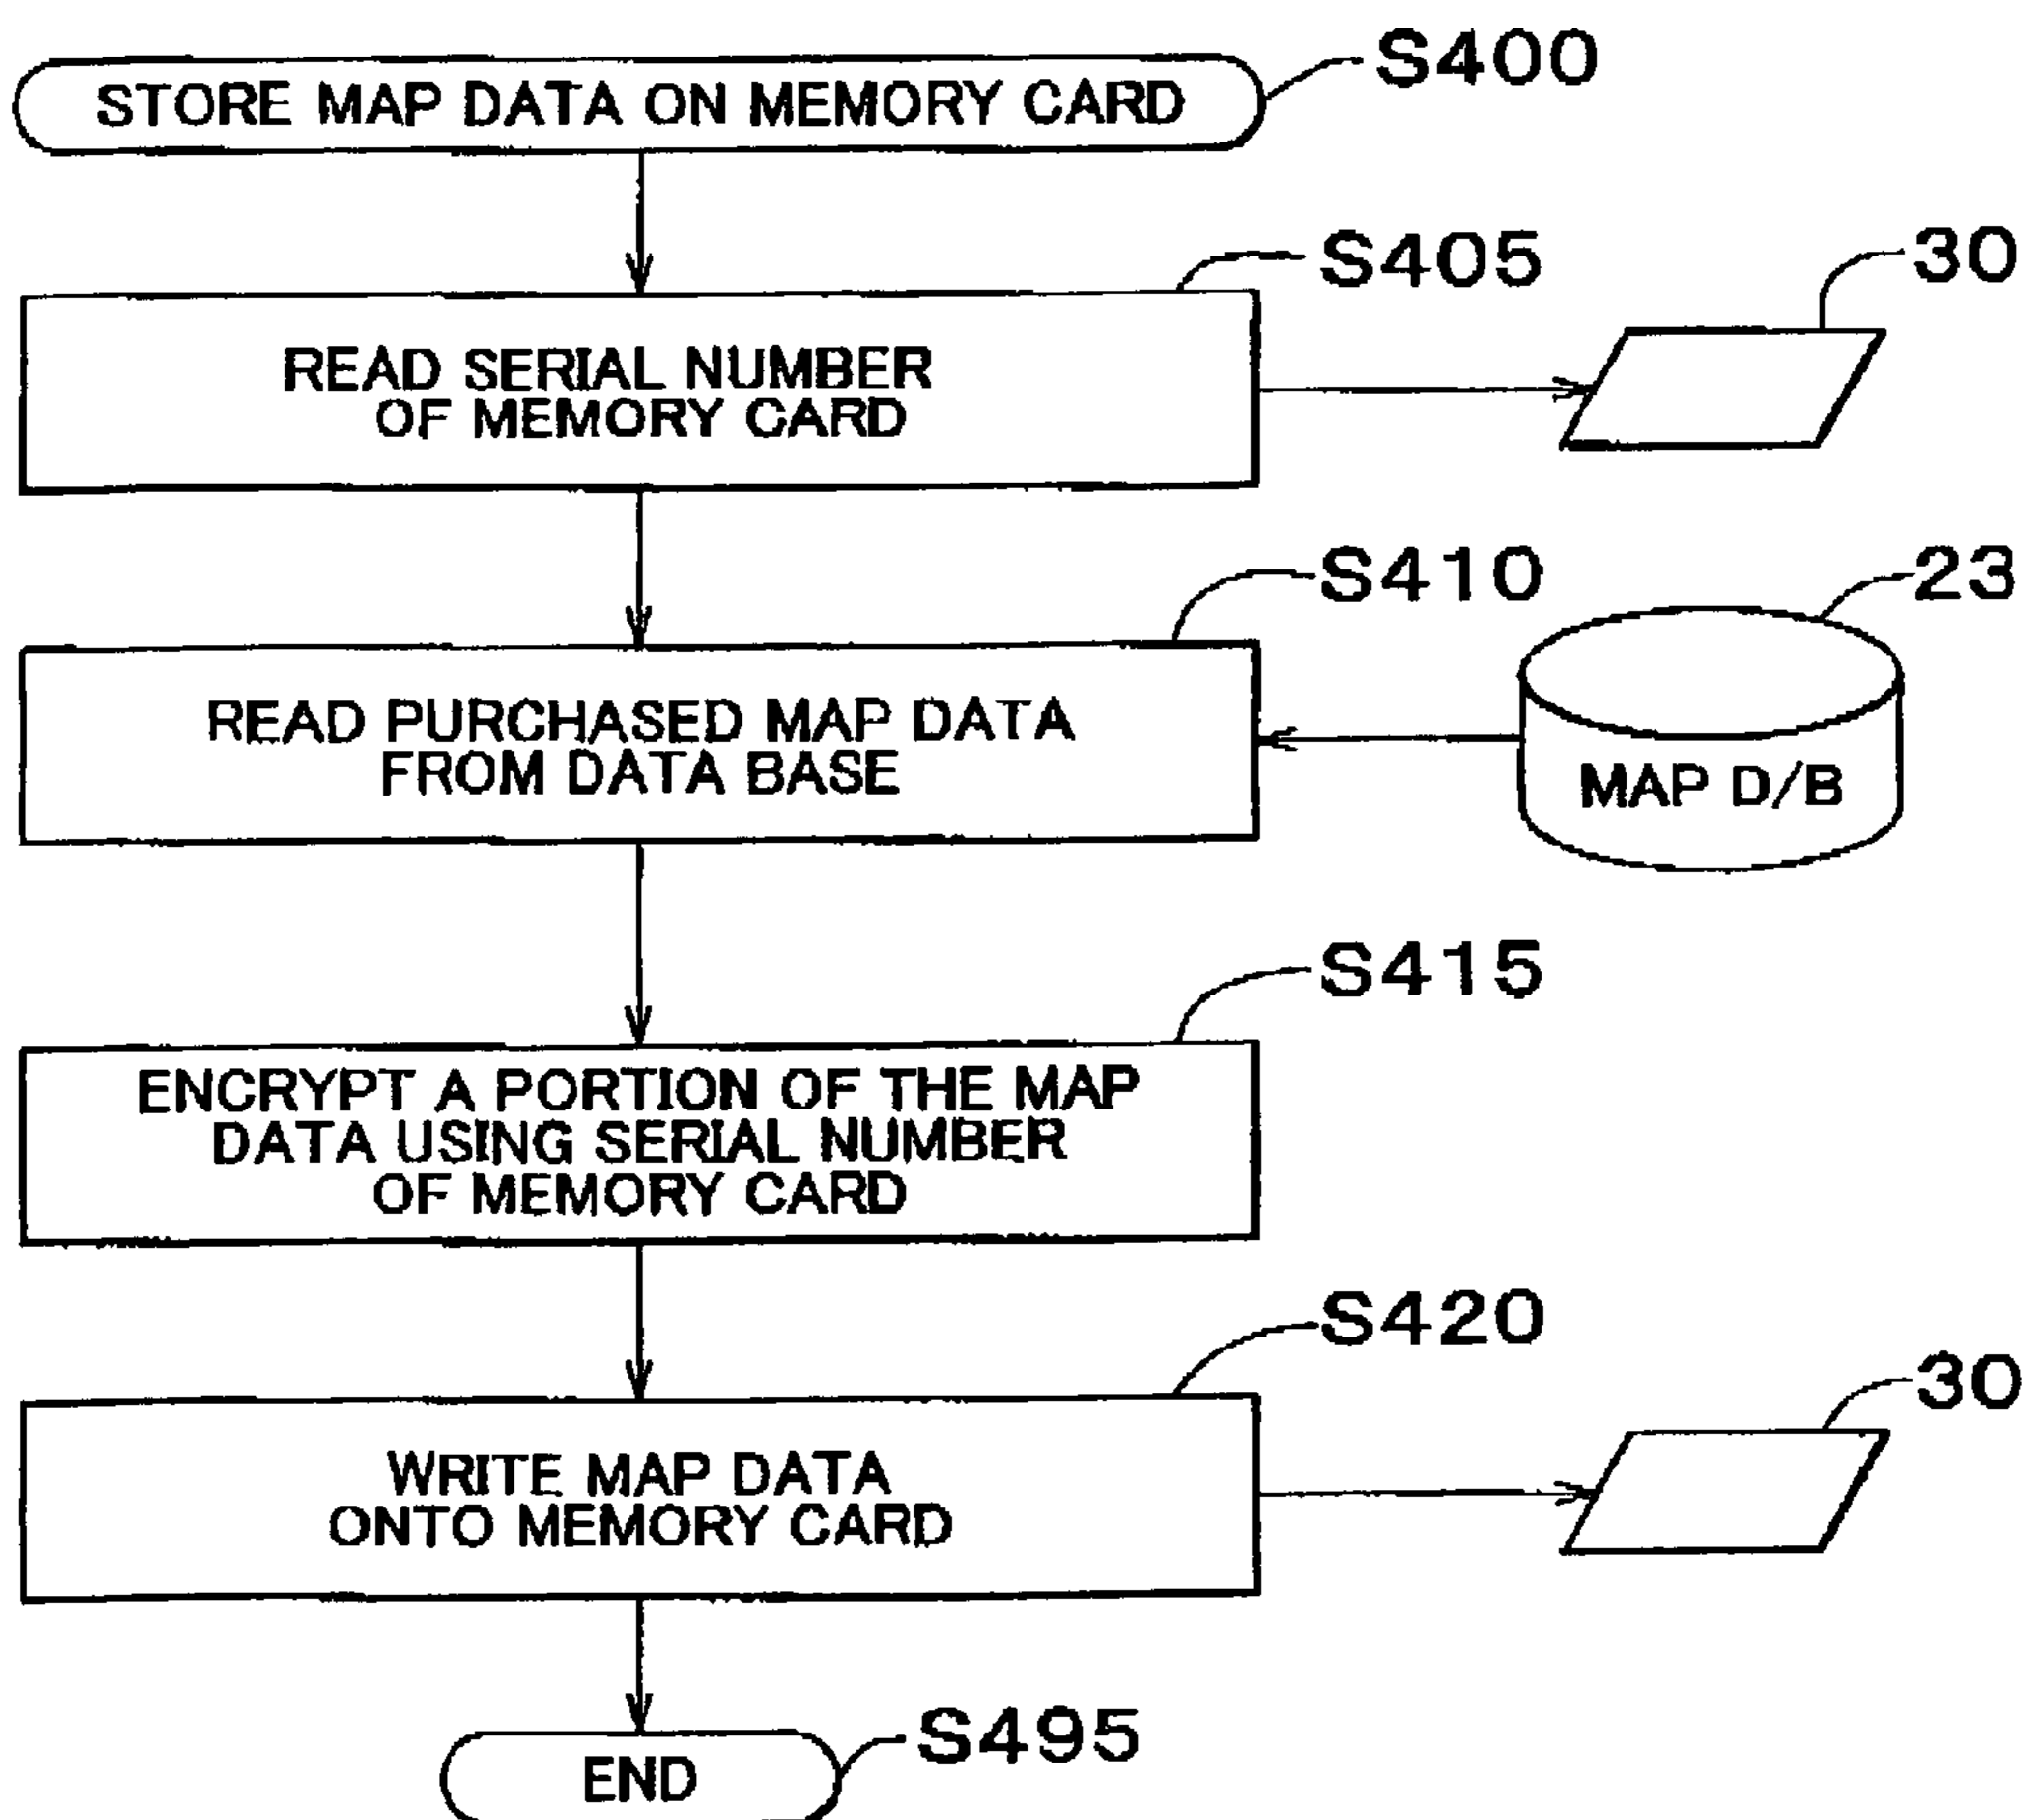 S400
STORE MAP DATA ON MEMORY CARD
S405
30
READ SERIAL NUMBER
OF MEMORY CARD
S410
23
READ PURCHASED MAP DATA
FROM DATA BASE
MAP D/B
S415
ENCRYPT A PORTION OF THE MAP
DATA USING SERIAL NUMBER
OF MEMORY CARD
S420
30
WRITE MAP DATA
ONTO MEMORY CARD
S495
END